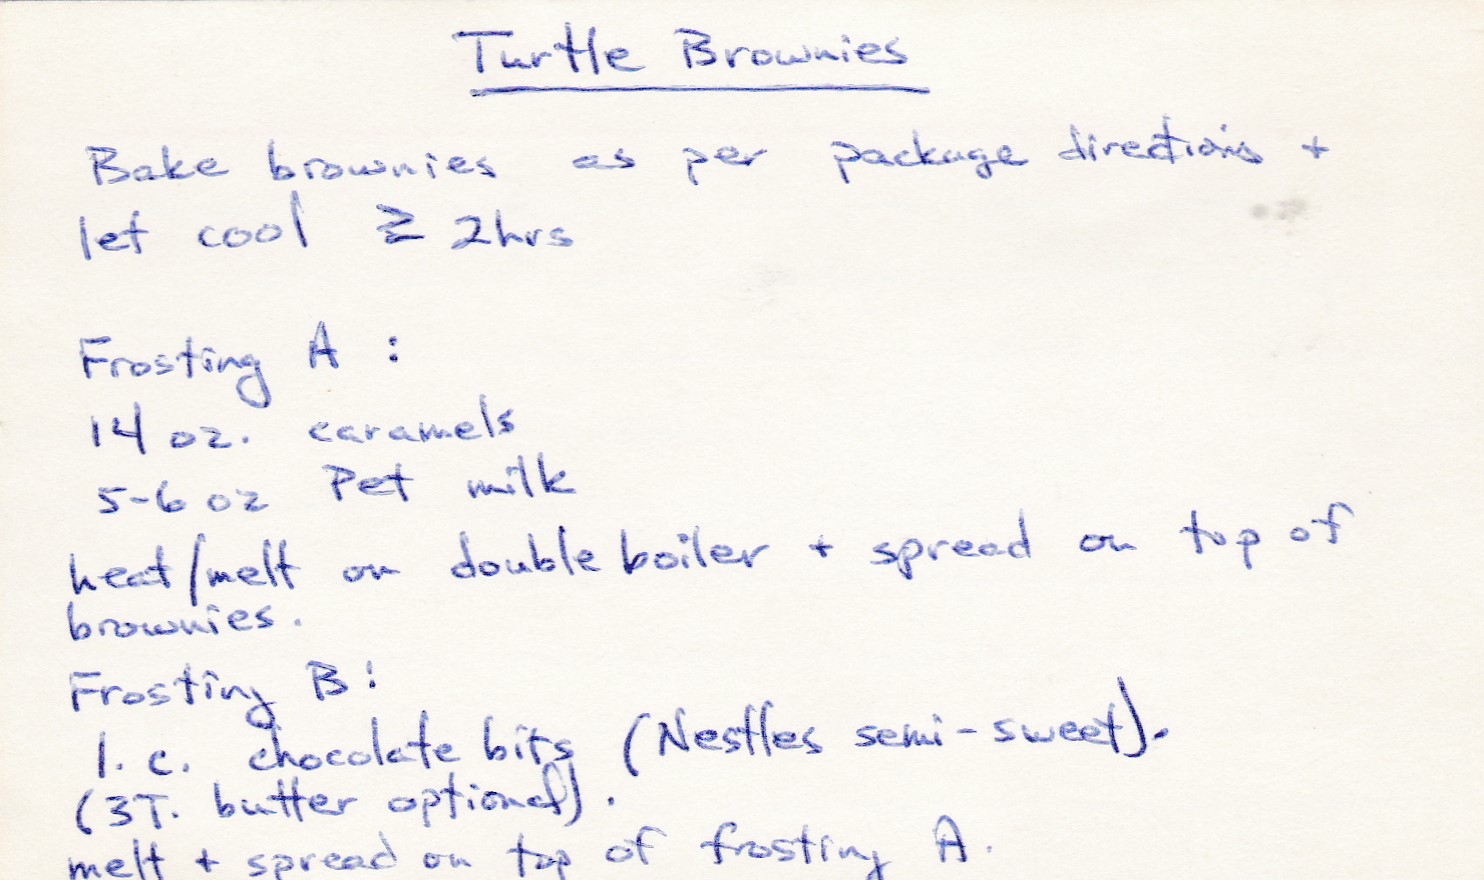 Turtle Brownies
Bake brownies as per package directions +
let cool ≥ 2hrs
Frosting A :
14 oz. caramels
5-6 oz Pet milk
heat/melt on double boiler + spread on top of
brownies.
Frosting B:
1. c. chocolate bits (Nestles semi-sweet).
(3T. butter optional).
melt + spread on top of frosting A.